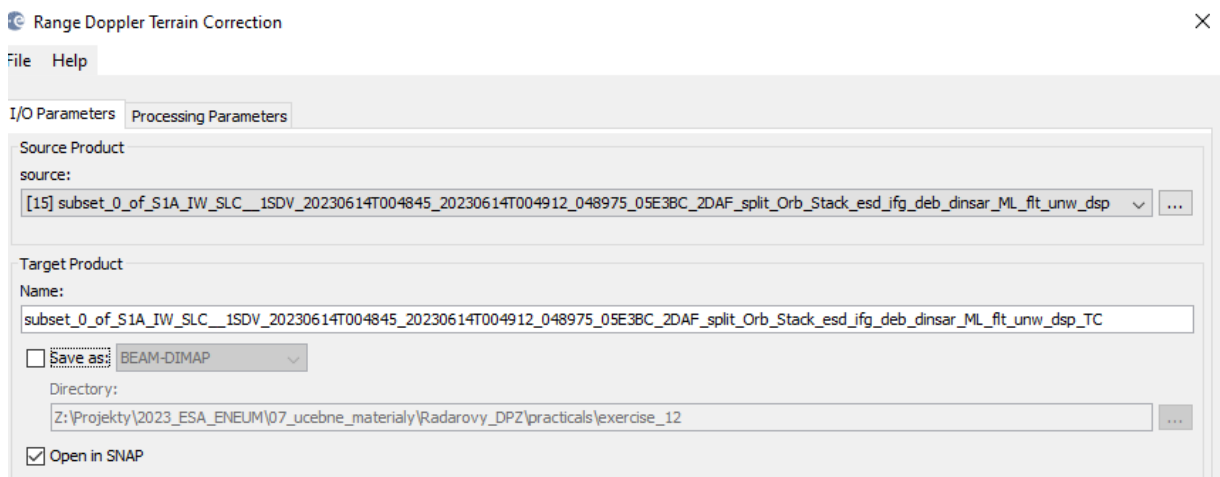 Range Doppler Terrain Correction
File Help
I/O Parameters Processing Parameters
Source Product
source:
[15] subset_0_of_S1A_IW_SLC__1SDV_20230614T004845_20230614T004912_048975_05E3BC_2DAF_split_Orb_Stack_esd_ifg_deb_dinsar_ML_flt_unw_dsp ...
Target Product
Name:
subset_0_of_S1A_IW_SLC__1SDV_20230614T004845_20230614T004912_048975_05E3BC_2DAF_split_Orb_Stack_esd_ifg_deb_dinsar_ML_flt_unw_dsp_TC
Save as: BEAM-DIMAP
Directory:
Z:\Projekty\2023_ESA_ENEUM\07_ucebne_materialy\Radarovy_DPZ\practicals\exercise_12 ...
Open in SNAP